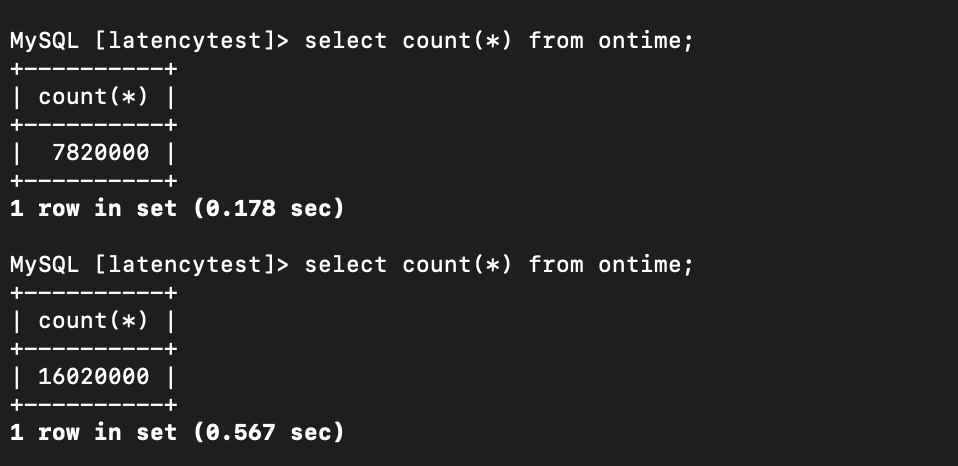 MySQL [latencytest]> select count(*) from ontime;
+----------+
| count(*) |
+----------+
|  7820000 |
+----------+
1 row in set (0.178 sec)

MySQL [latencytest]> select count(*) from ontime;
+----------+
| count(*) |
+----------+
| 16020000 |
+----------+
1 row in set (0.567 sec)